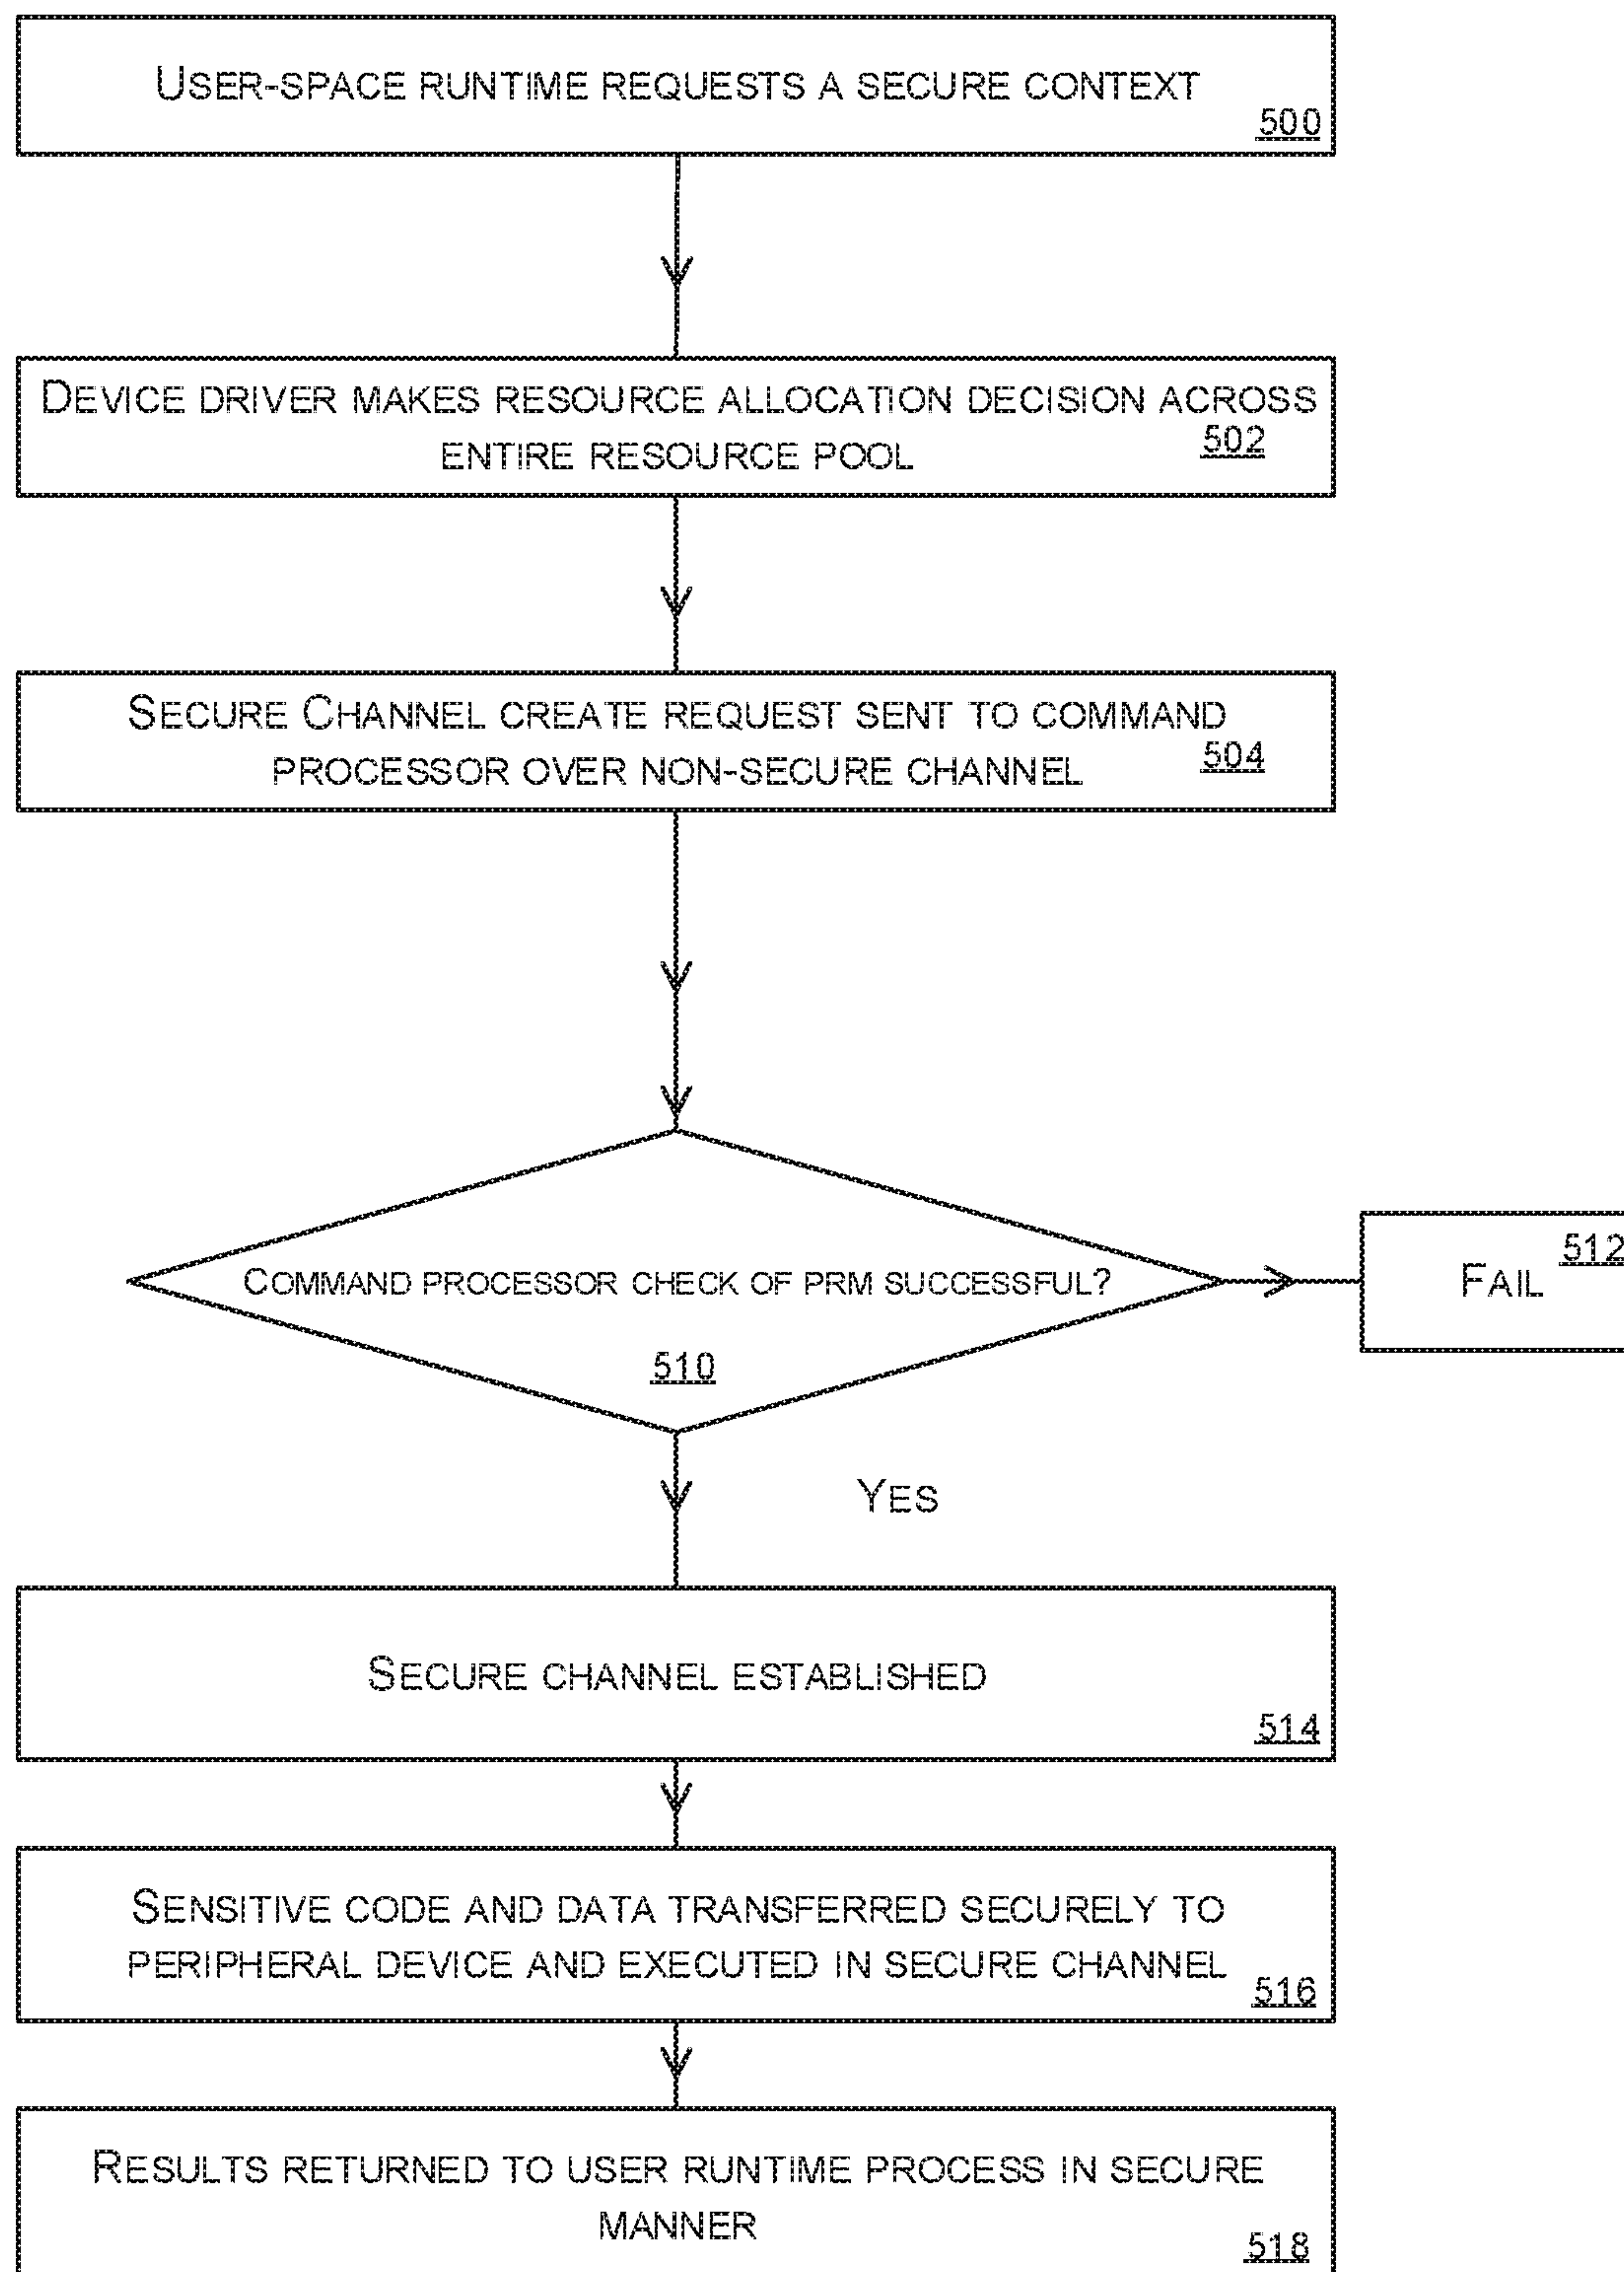 USER-SPACE RUNTIME REQUESTS A SECURE CONTEXT
500
DEVICE DRIVER MAKES RESOURCE ALLOCATION DECISION ACROSS
ENTIRE RESOURCE POOL
502
SECURE CHANNEL CREATE REQUEST SENT TO COMMAND
PROCESSOR OVER NON-SECURE CHANNEL
504
COMMAND PROCESSOR CHECK OF PRM SUCCESSFUL?
510
512
FAIL
YES
SECURE CHANNEL ESTABLISHED
514
SENSITIVE CODE AND DATA TRANSFERRED SECURELY TO
PERIPHERAL DEVICE AND EXECUTED IN SECURE CHANNEL
516
RESULTS RETURNED TO USER RUNTIME PROCESS IN SECURE
MANNER
518